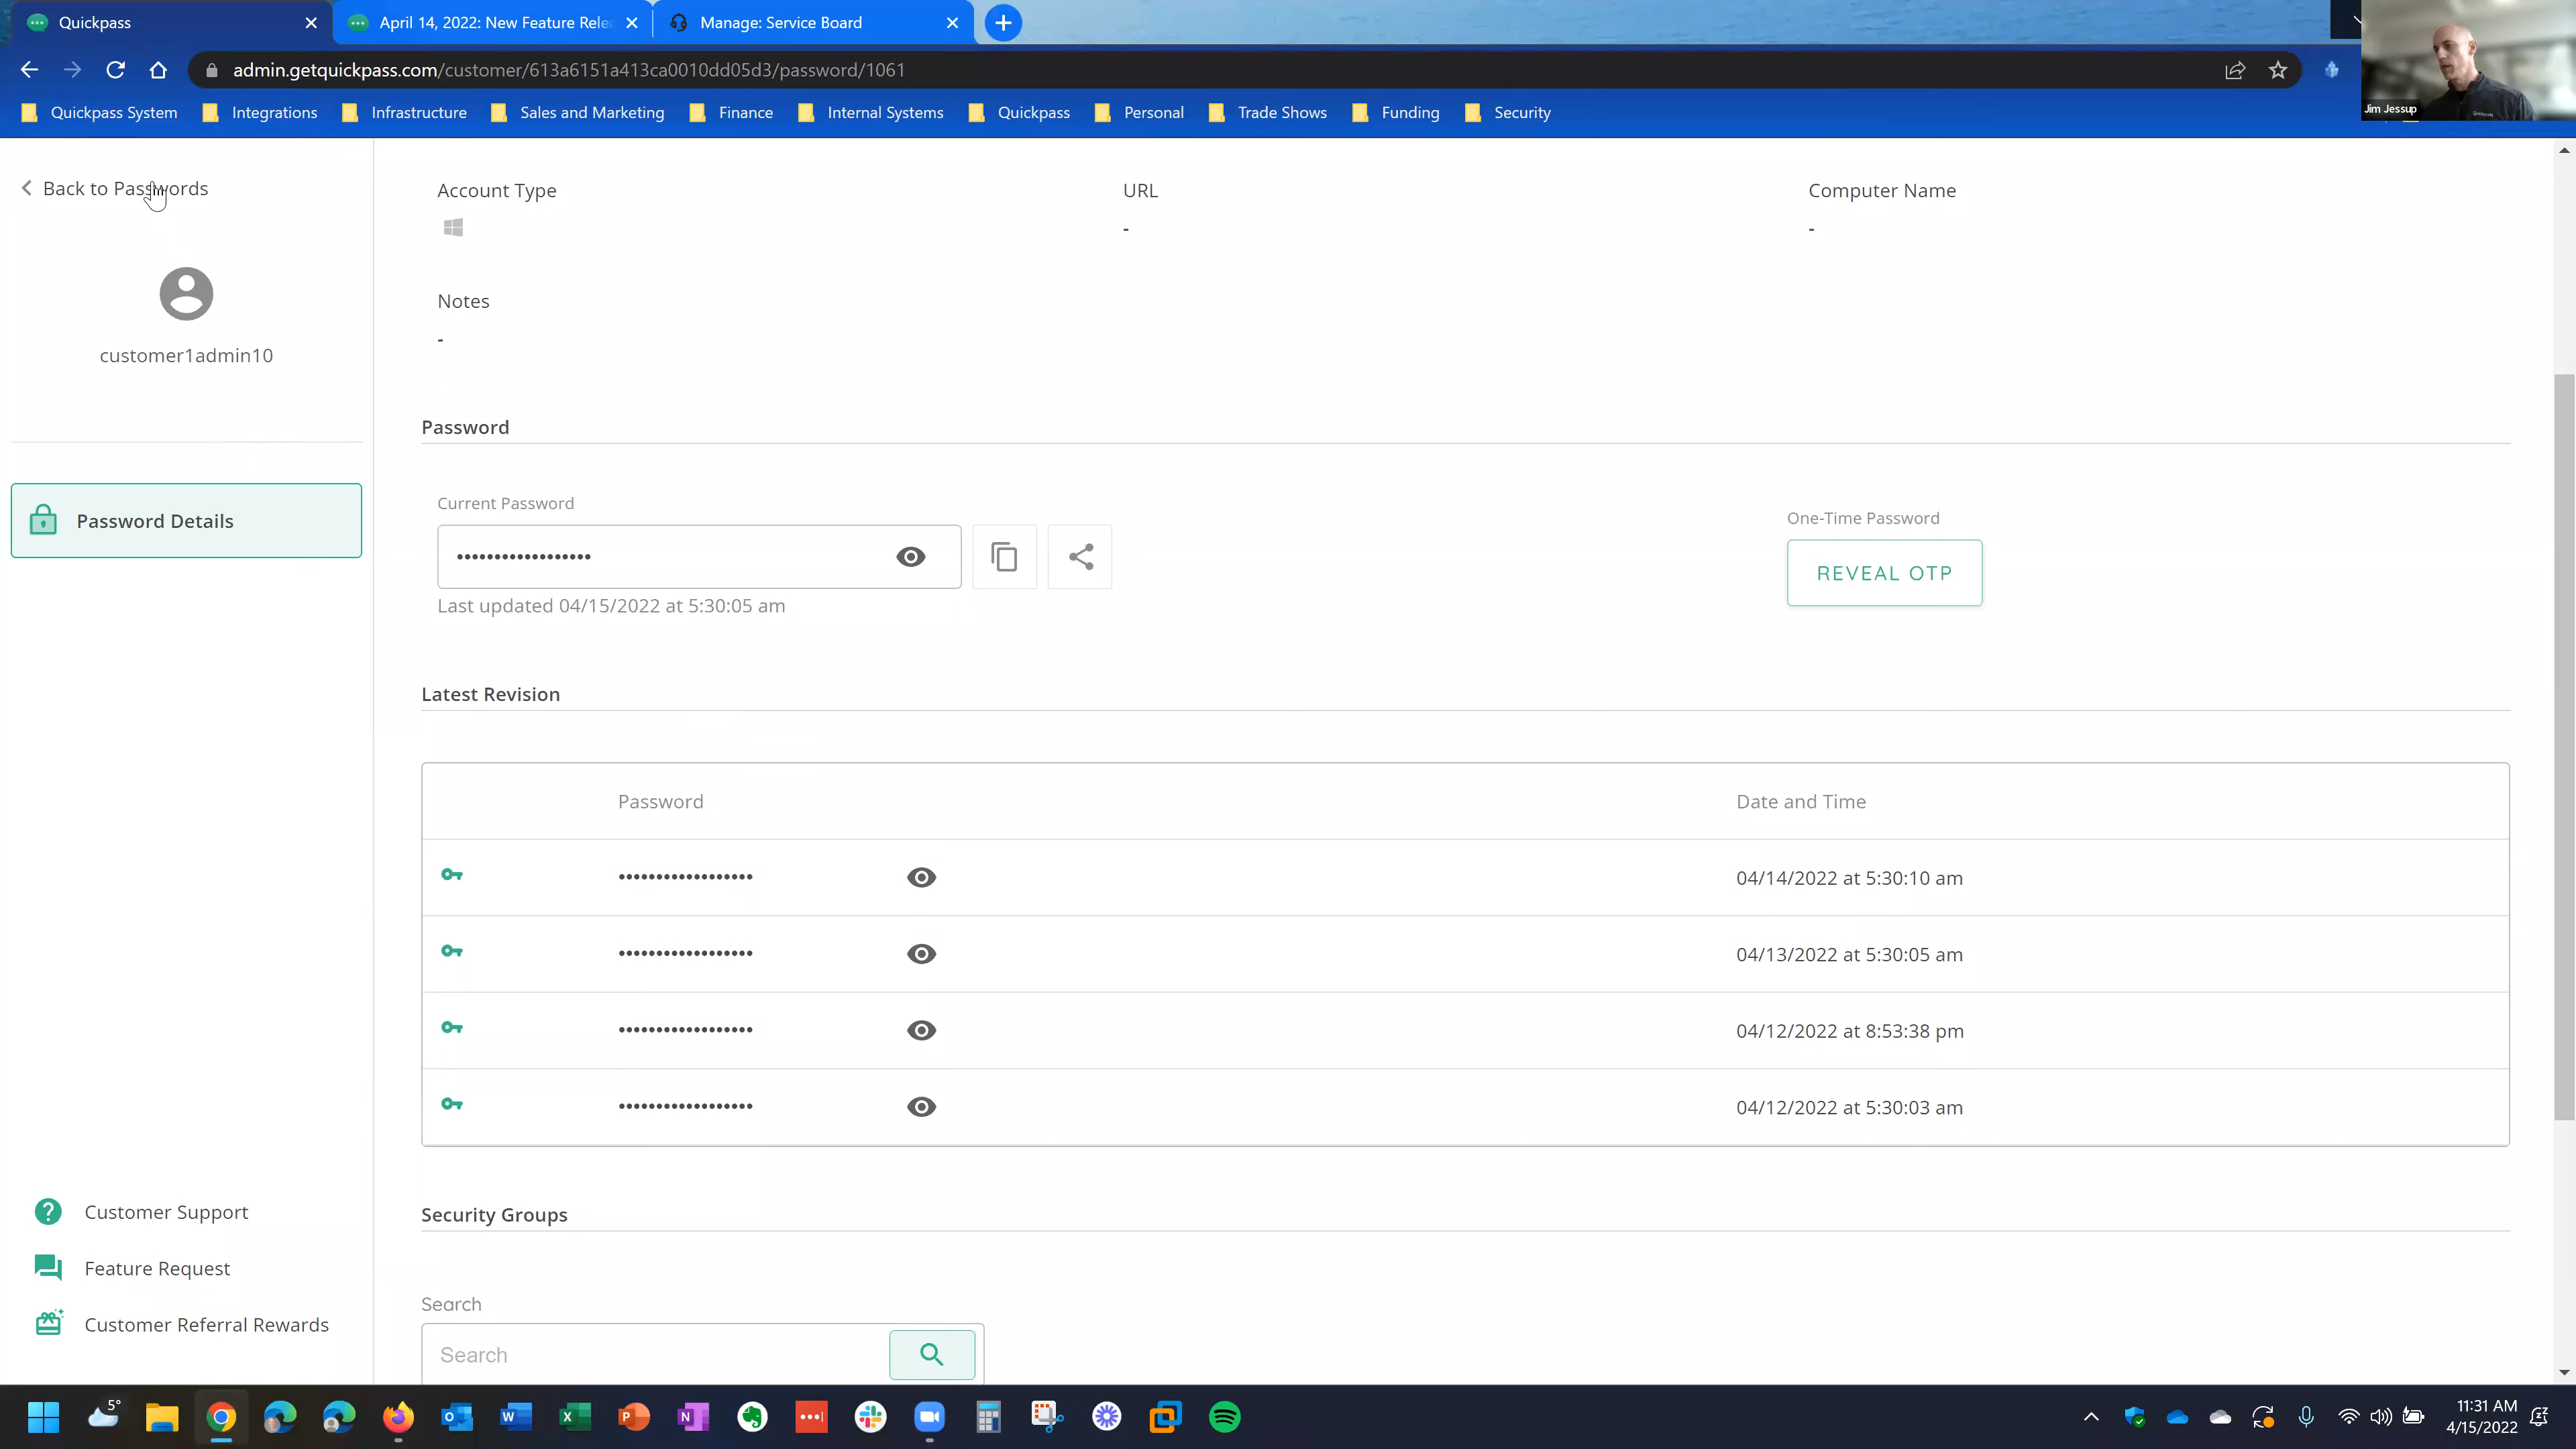 Quickpass
April 14, 2022: New Feature Rele
Manage: Service Board
admin.getquickpass.com/customer/613a6151a413ca0010dd05d3/password/1061
Quickpass System
Integrations
Infrastructure
Sales and Marketing
Finance
Internal Systems
Quickpass
Personal
Trade Shows
Funding
Security
Jim Jessup
Back to Passwords
customer1admin10
Password Details
Customer Support
Feature Request
Customer Referral Rewards
Account Type
URL
Computer Name
-
-
Notes
-
Password
Current Password
••••••••••••••••••
Last updated 04/15/2022 at 5:30:05 am
One-Time Password
REVEAL OTP
Latest Revision
Password
Date and Time
••••••••••••••••••
04/14/2022 at 5:30:10 am
••••••••••••••••••
04/13/2022 at 5:30:05 am
••••••••••••••••••
04/12/2022 at 8:53:38 pm
••••••••••••••••••
04/12/2022 at 5:30:03 am
Security Groups
Search
Search
5°
11:31 AM
4/15/2022